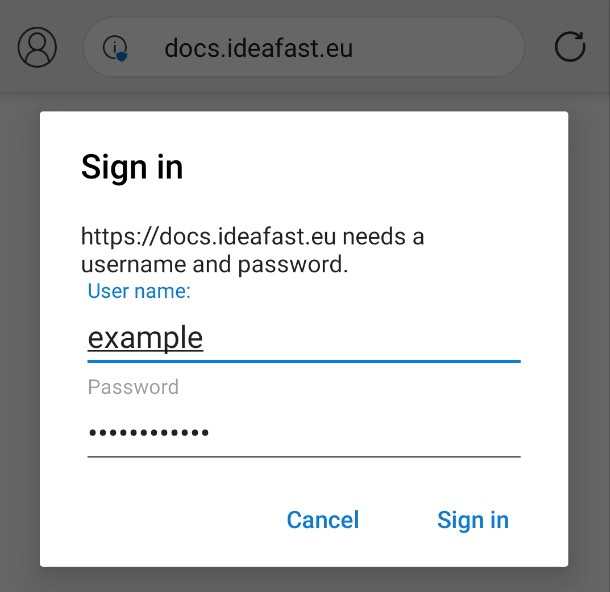 docs.ideafast.eu
Sign in
https://docs.ideafast.eu needs a
username and password.
User name:
example
Password
••••••••••••
Cancel Sign in